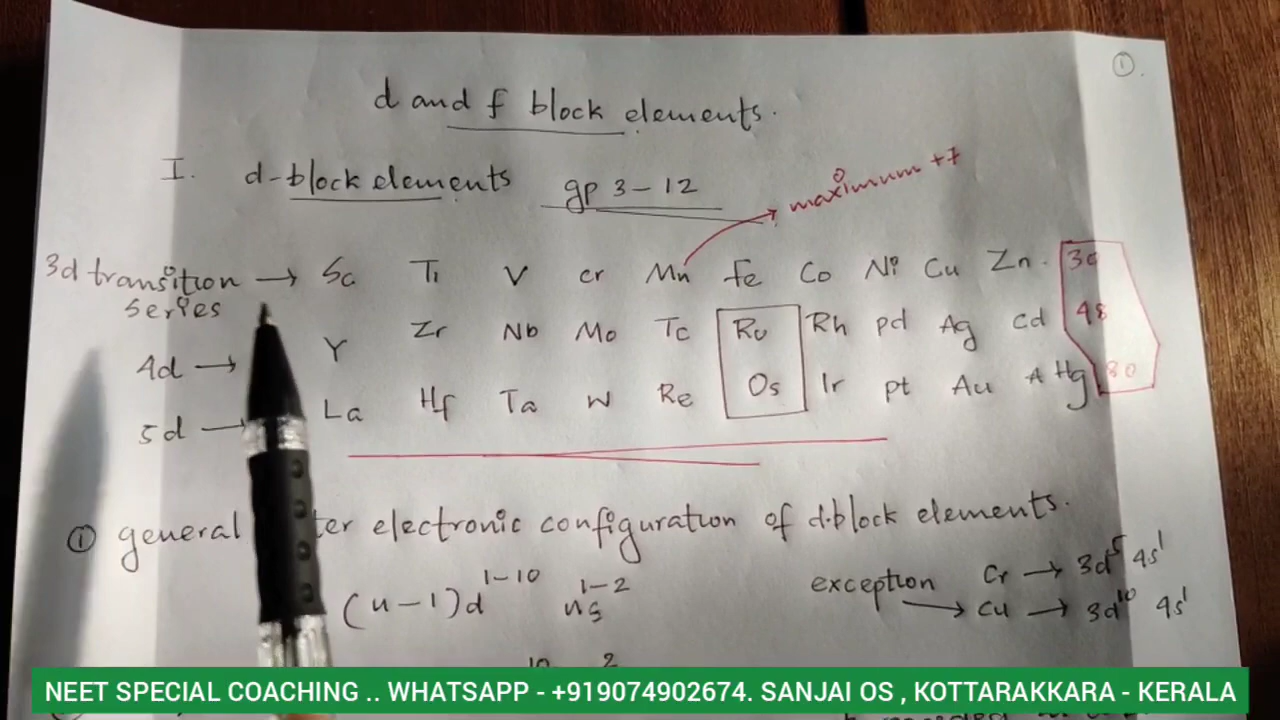 ①
d and f block elements.
I. d-block elements gp 3-12
maximum +7
3d transition series → Sc Ti V cr Mn Fe Co Ni Cu Zn. 30
4d → Y Zr Nb Mo Tc Ru Rh pd Ag cd 48
5d → La Hf Ta W Re Os Ir pt Au A Hg 80
① general electronic configuration of d-block elements.
(n-1)d¹⁻¹⁰ ns¹⁻²
exception Cr → 3d⁵ 4s¹
→ Cu → 3d¹⁰ 4s¹
10 2
NEET SPECIAL COACHING .. WHATSAPP - +919074902674. SANJAI OS , KOTTARAKKARA - KERALA